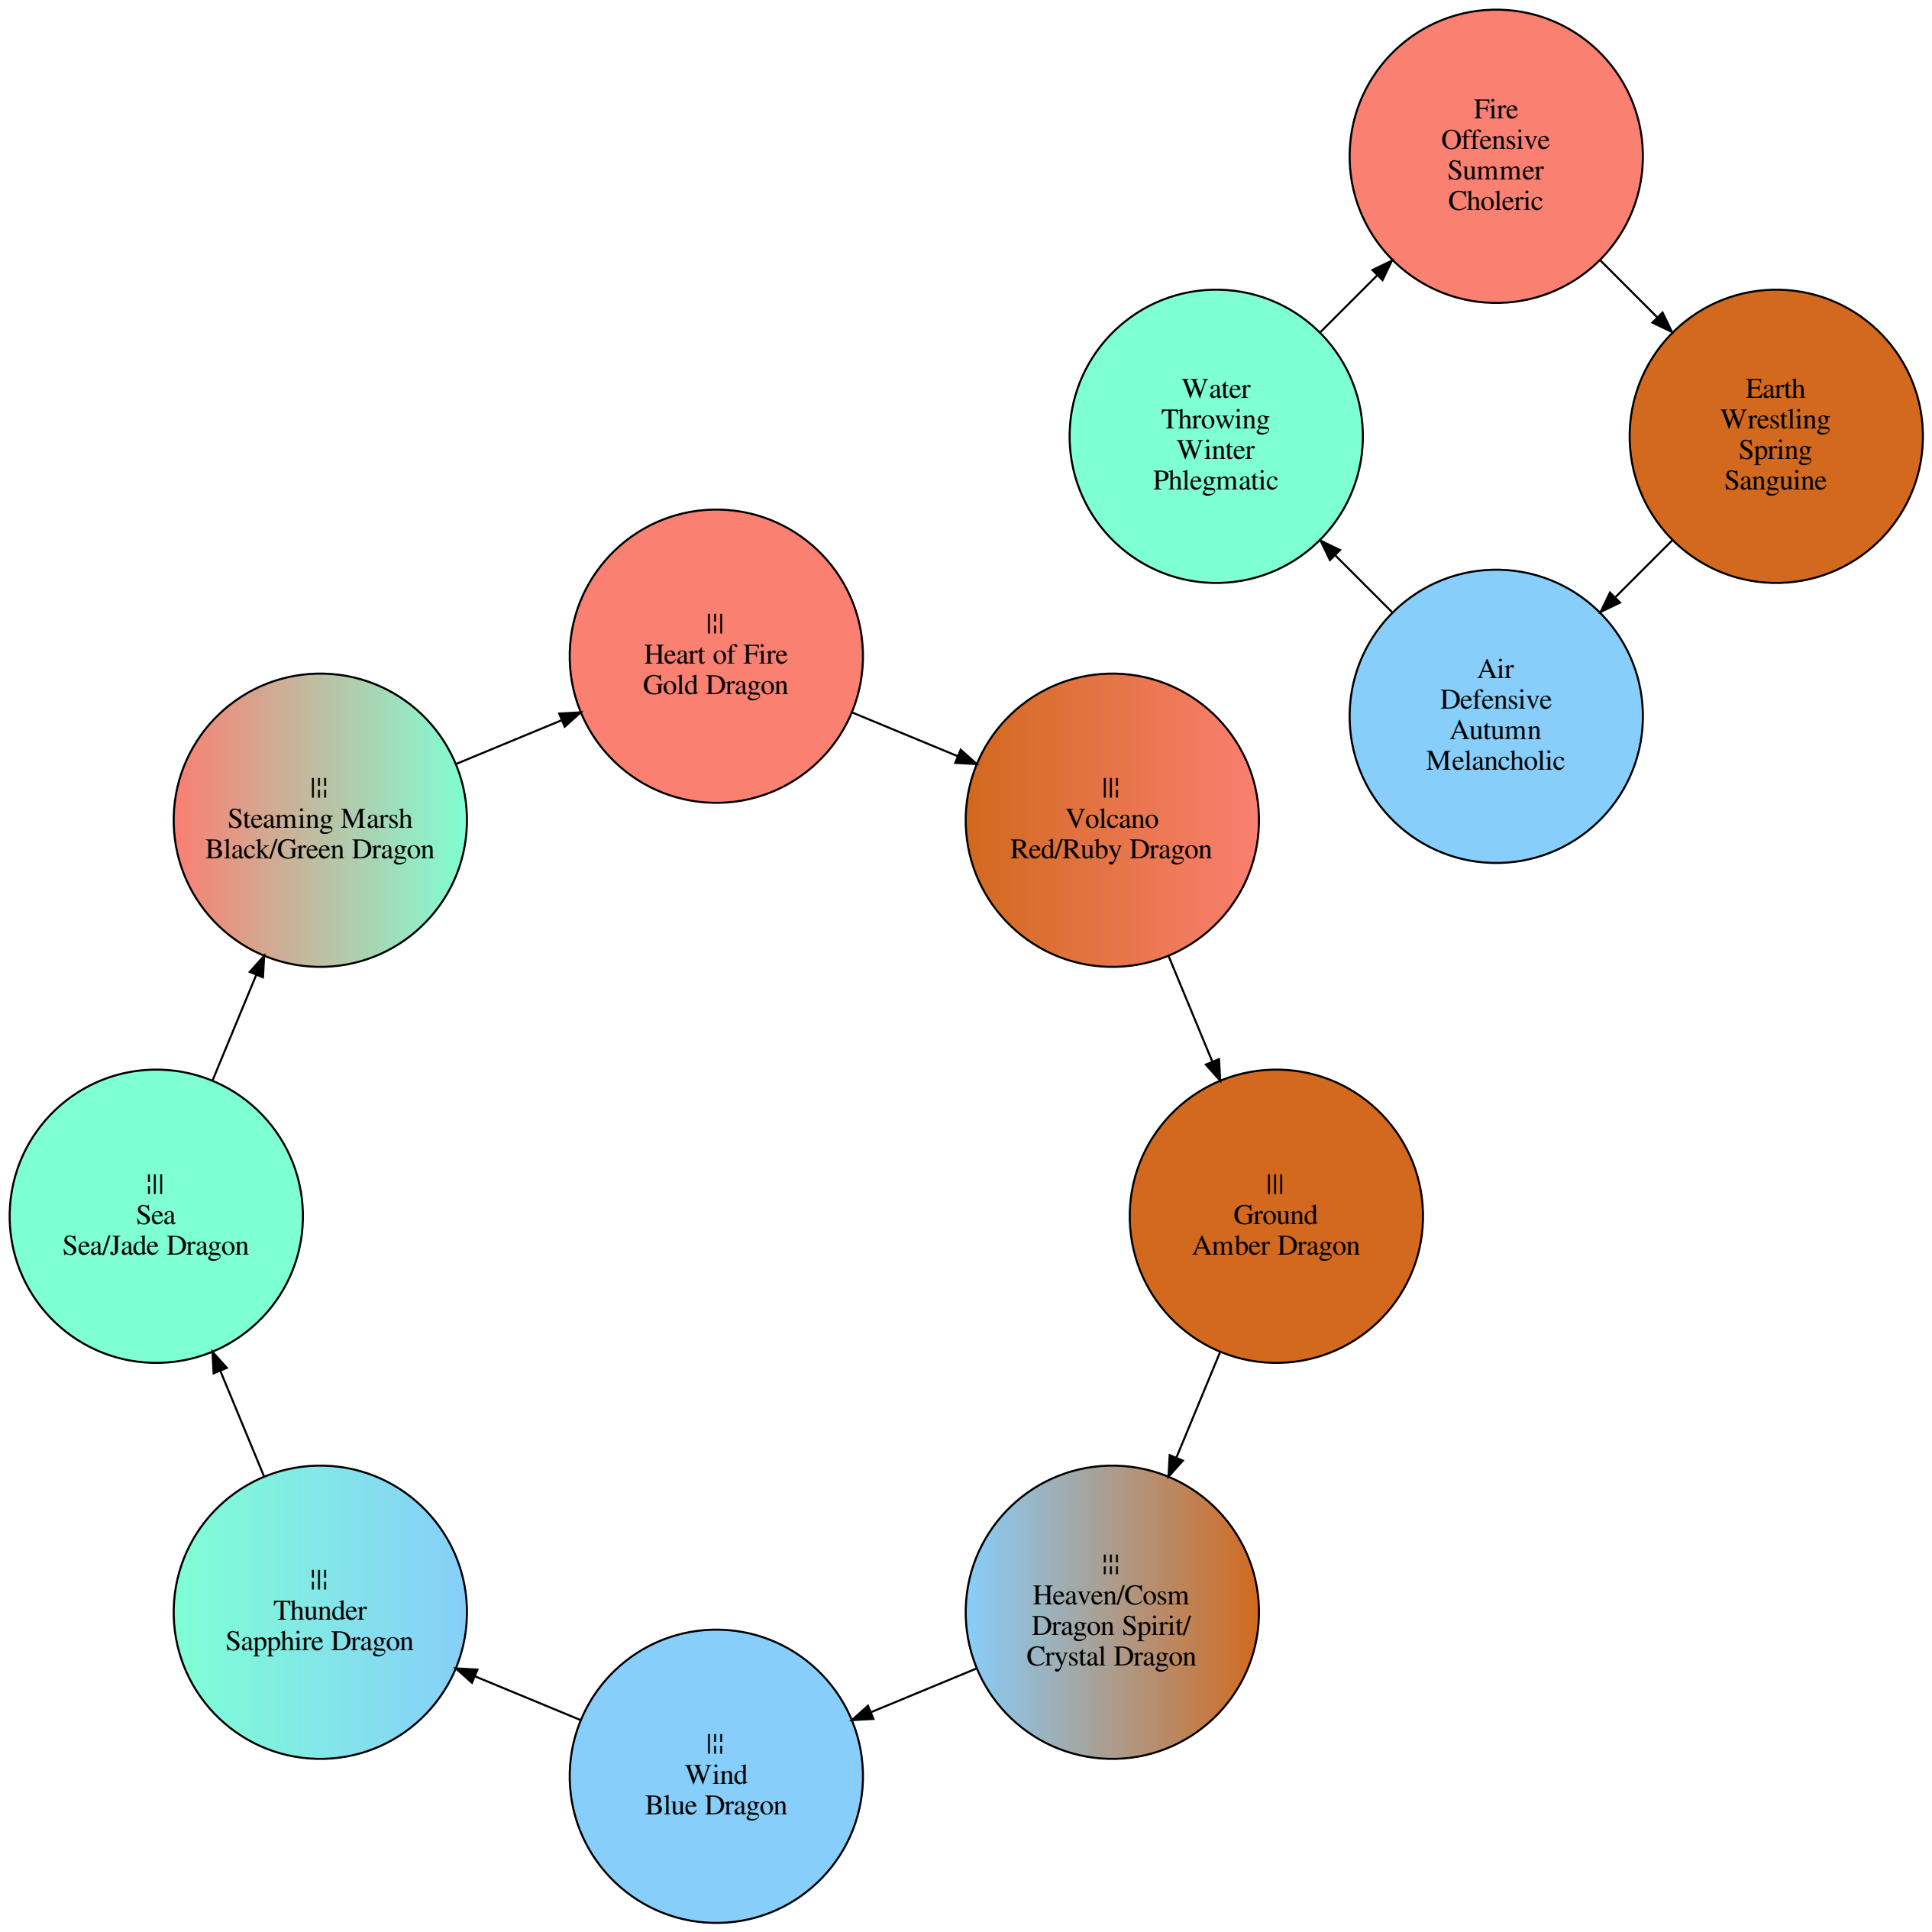 Fire
Offensive
Summer
Choleric
Water
Throwing
Winter
Phlegmatic
Earth
Wrestling
Spring
Sanguine
Air
Defensive
Autumn
Melancholic
|¦|
Heart of Fire
Gold Dragon
|¦¦
Steaming Marsh
Black/Green Dragon
||¦
Volcano
Red/Ruby Dragon
¦||
Sea
Sea/Jade Dragon
|||
Ground
Amber Dragon
¦|¦
Thunder
Sapphire Dragon
¦¦¦
Heaven/Cosm
Dragon Spirit/
Crystal Dragon
|¦¦
Wind
Blue Dragon